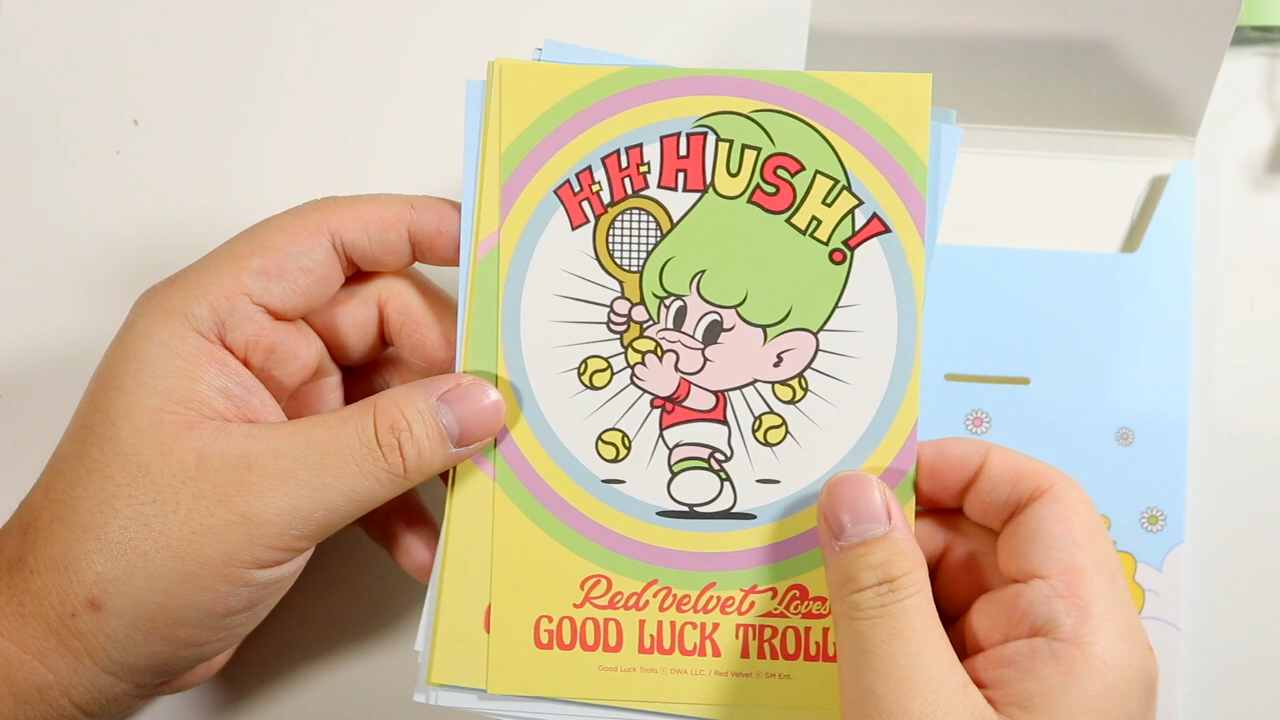 H-H-HUSH!
Red Velvet Loves
GOOD LUCK TROLL
Good Luck Trolls ⓒ DWA LLC. / Red Velvet ⓒ SM Ent.